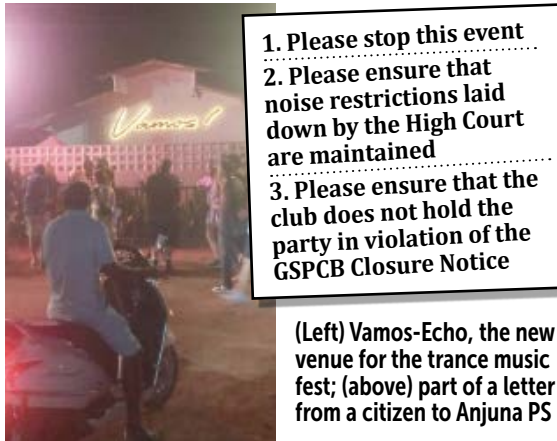 Vamos!
1. Please stop this event
2. Please ensure that
noise restrictions laid
down by the High Court
are maintained
3. Please ensure that the
club does not hold the
party in violation of the
GSPCB Closure Notice
(Left) Vamos-Echo, the new
venue for the trance music
fest; (above) part of a letter
from a citizen to Anjuna PS